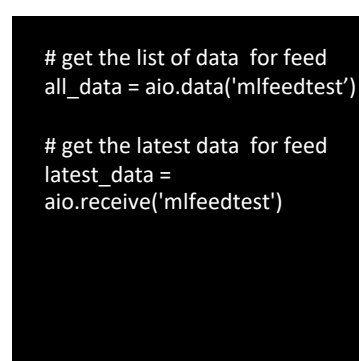 # get the list of data  for feed
all_data = aio.data('mlfeedtest’)
# get the latest data  for feed
latest_data =
aio.receive('mlfeedtest')